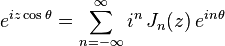 e^{iz\cos\theta} = \sum_{n=-\infty}^{\infty} i^n J_n(z) e^{in\theta}